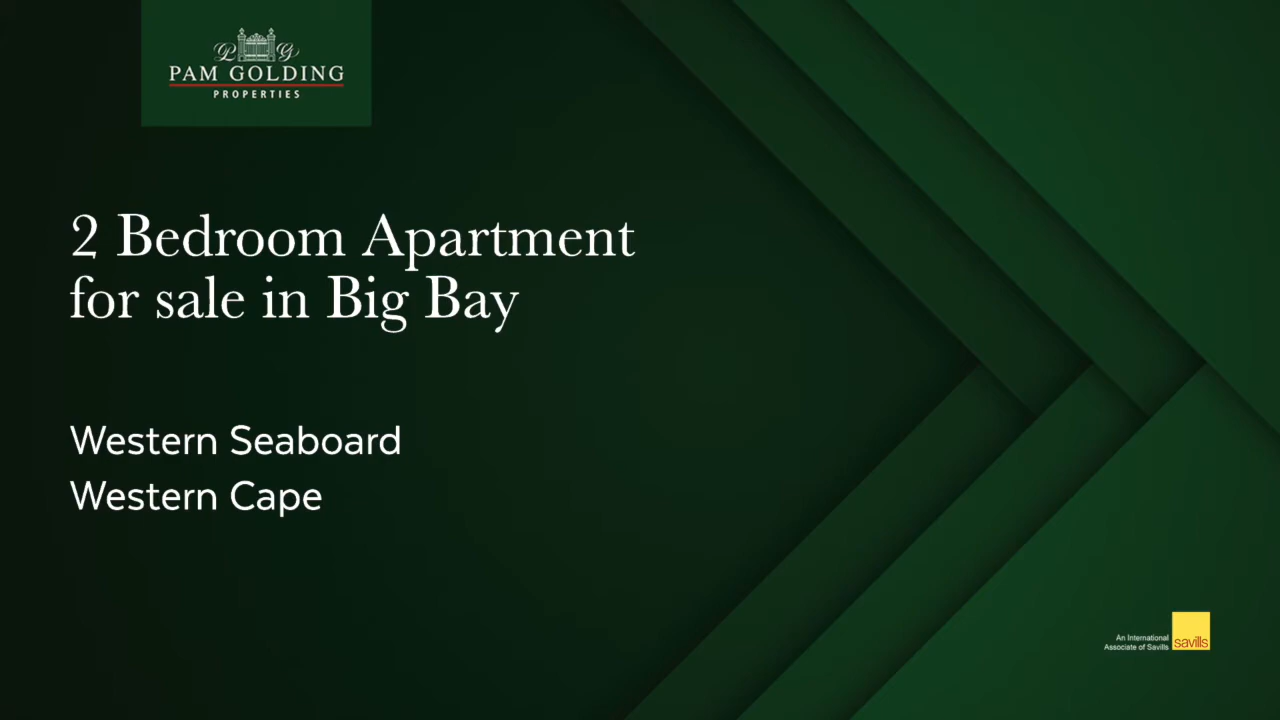 PG
PAM GOLDING
PROPERTIES
2 Bedroom Apartment
for sale in Big Bay
Western Seaboard
Western Cape
An International
Associate of Savills
savills